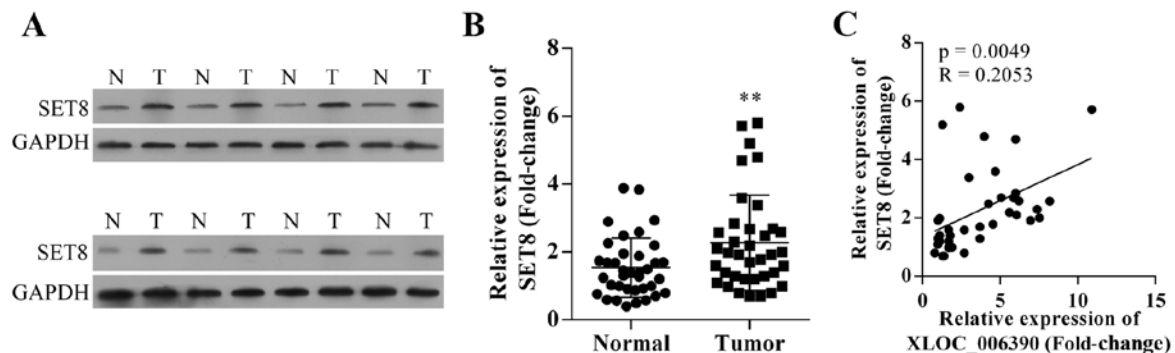 A
N T N T N T N T
SET8
GAPDH
N T N T N T N T
SET8
GAPDH
B
Relative expression of
SET8 (Fold-change)
8
6
4
2
0
**
Normal Tumor
C
Relative expression of
SET8 (Fold-change)
8
6
4
2
0
p = 0.0049
R = 0.2053
0 5 10 15
Relative expression of
XLOC_006390 (Fold-change)